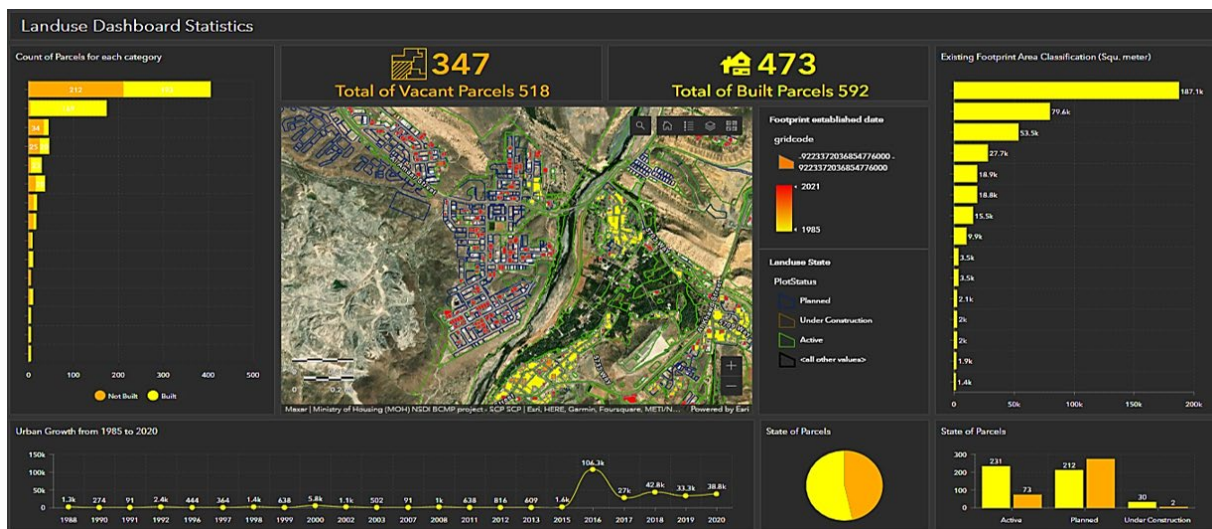 Landuse Dashboard Statistics
Count of Parcels for each category
212
34
25
0
100
200
300
400
500
Not Built
Built
347
Total of Vacant Parcels 518
473
Total of Built Parcels 592
Maxar | Ministry of Housing (MOH) NSDI BCMP project - SCP SCP | Esri, HERE, Garmin, Foursquare, METI/N...
Powered by Esri
Footprint established date
gridcode
-9223372036854776000 -
9223372036854776000
2021
1985
Landuse State
PlotStatus
Planned
Under Construction
Active
<all other values>
Existing Footprint Area Classification (Squ. meter)
187.1k
79.6k
53.5k
27.7k
18.9k
18.8k
15.5k
9.9k
3.5k
3.5k
2.1k
2k
2k
1.9k
1.4k
0
50k
100k
150k
200k
Urban Growth from 1985 to 2020
150k
100k
50k
0
1.3k 274 91 2.4k 444 364 1.4k 638 5.8k 1.1k 502 91 1k 638 816 609 1.6k 106.3k 27k 42.8k 33.3k 38.8k
1988 1990 1991 1992 1996 1997 1998 1999 2000 2002 2003 2007 2008 2011 2012 2013 2015 2016 2017 2018 2019 2020
State of Parcels
State of Parcels
300
200
100
0
231
73
212
30
2
Active
Planned
Under Construction